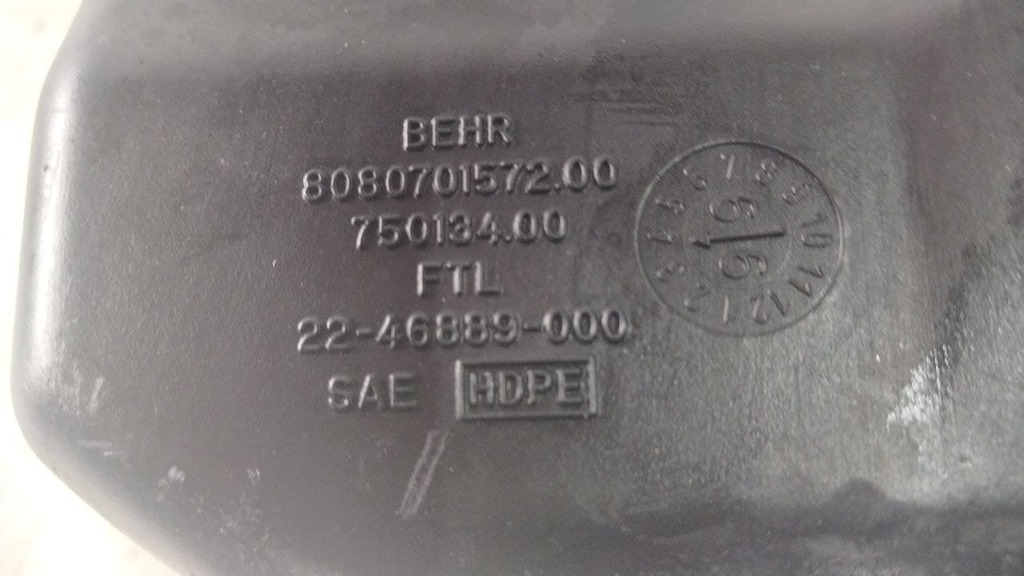 BEHR
8080701572.00
750134.00
FTL
22-46889-000
SAE HDPE